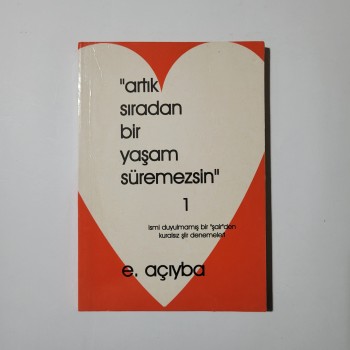 "artık
sıradan
bir
yaşam
süremezsin"
1
ismi duyulmamış bir "şair"den
kuralsız şiir denemeleri
e. açıyba